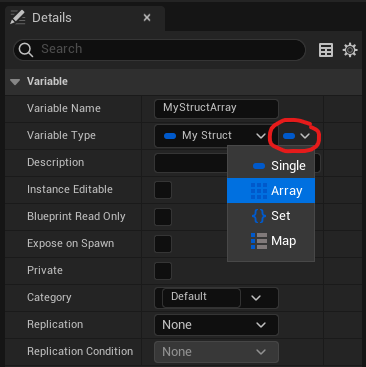 Details
Search
Variable
Variable Name MyStructArray
Variable Type My Struct
Description
Single
Instance Editable
Array
Blueprint Read Only
Set
Expose on Spawn
Map
Private
Category Default
Replication None
Replication Condition None